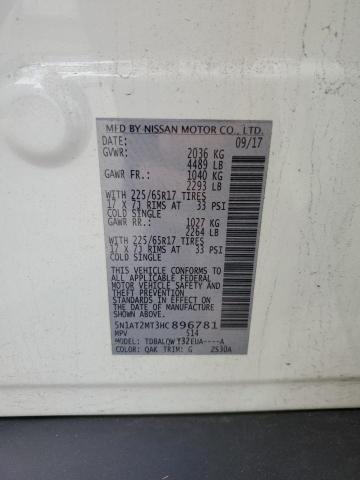 MFD BY NISSAN MOTOR CO., LTD.
DATE: 09/17
GVWR: 2036 KG
4489 LB
GAWR FR.: 1040 KG
2293 LB
WITH 225/65R17 TIRES
17 X 7J RIMS AT 33 PSI
COLD SINGLE
GAWR RR.: 1027 KG
2264 LB
WITH 225/65R17 TIRES
17 X 7J RIMS AT 33 PSI
COLD SINGLE
THIS VEHICLE CONFORMS TO ALL
APPLICABLE U.S. FEDERAL
MOTOR VEHICLE SAFETY AND
THEFT PREVENTION
STANDARDS IN EFFECT ON THE
DATE OF MANUFACTURE
SHOWN ABOVE.
5N1AT2MT3HC896781
MPV 514
MODEL: TDBALQWY32EUA----A
COLOR: QAK TRIM: G 2530A